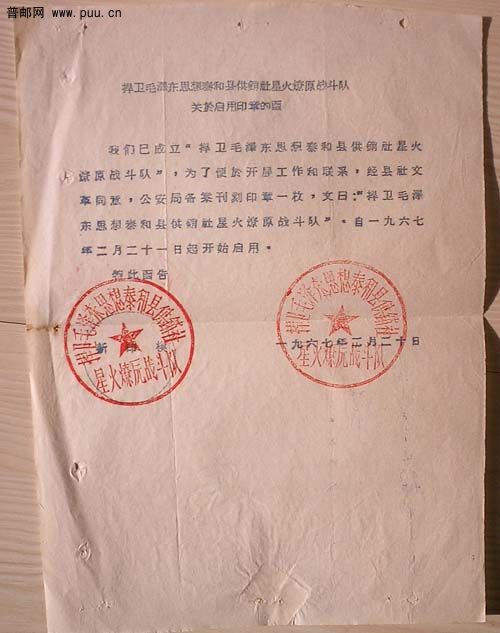 普邮网
www.puu.cn
捍卫毛澤东思想泰和县供銷社星火燎原战斗队
关於启用印章的函
我们已成立“捍卫毛澤东思想泰和县供銷社星火
燎原战斗队”，为了便於开展工作和联系，经县社文
革同意，公安局备案刊刻印章一枚，文曰：“捍卫毛澤
东思想泰和县供銷社星火燎原战斗队”。自一九六七
年二月二十一日起开始启用。
特此函告
新
一九六七年二月二十日
捍卫毛泽东思想泰和县供销社
星火燎沅战斗队
捍卫毛泽东思想泰和县供销社
星火燎沅战斗队